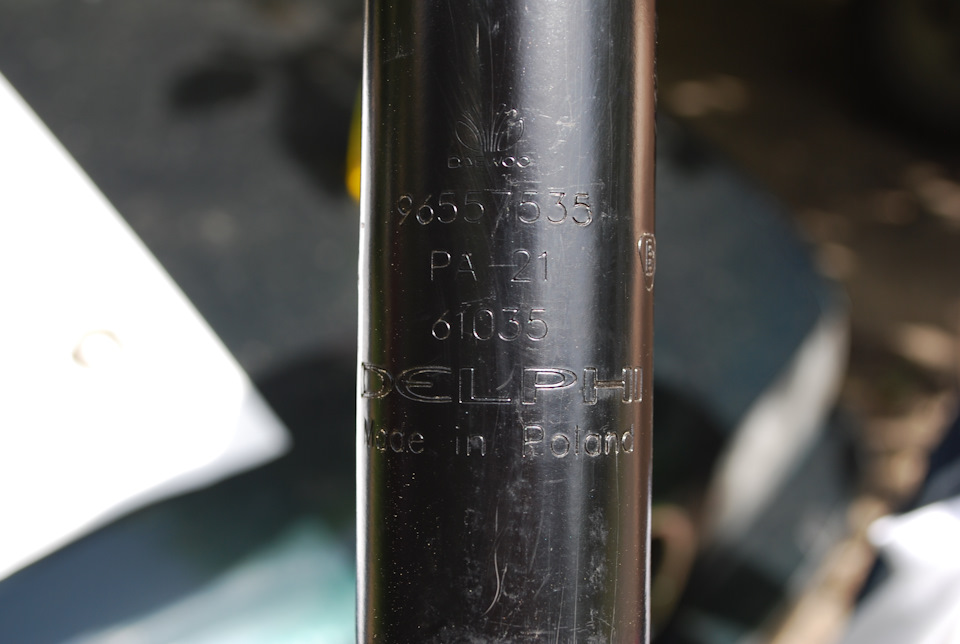 DAEWOO
96557535
PA-21
61035
DELPHI
Made in Poland